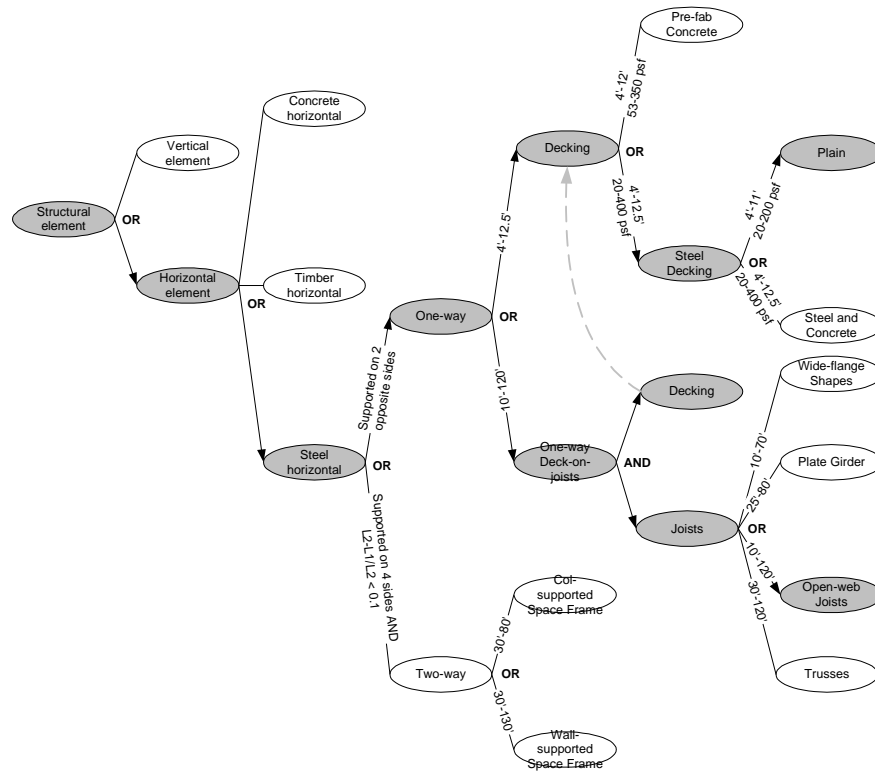 Pre-fab
Concrete
4'-12'
53-350 psf
Concrete
horizontal
Vertical
element
Decking
OR
Plain
4'-12.5'
20-400 psf
4'-11'
20-200 psf
Structural
element
OR
4'-12.5'
Steel
Decking
OR
Horizontal
element
OR
Timber
horizontal
4'-12.5'
20-400 psf
One-way
OR
Steel and
Concrete
Supported on 2
opposite sides
10'-120'
Wide-flange
Shapes
Decking
Steel
horizontal
OR
One-way
Deck-on-
joists
AND
10'-70'
Plate Girder
25'-80'
Joists
OR
Supported on 4 sides AND
L2-L1/L2 < 0.1
10'-120'
30'-120'
Col-
supported
Space Frame
Open-web
Joists
30'-80'
Two-way
OR
Trusses
30'-130'
Wall-
supported
Space Frame